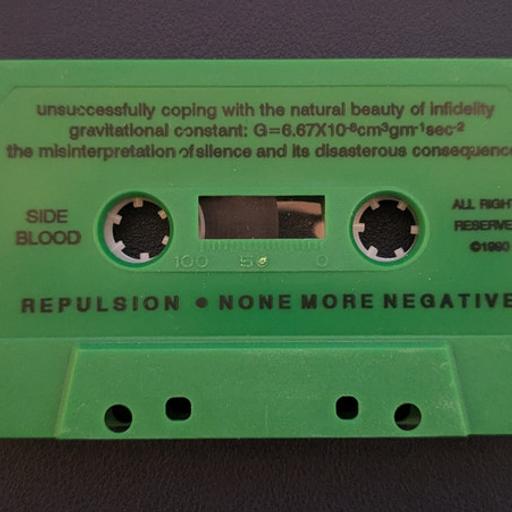 unsuccessfully coping with the natural beauty of infidelity
gravitational constant: G=6.67X10-⁸cm³gm-¹sec-²
the misinterpretation of silence and its disasterous consequence
SIDE
BLOOD
ALL RIGHT
RESERVE
©1990
100 50 0
REPULSION • NONE MORE NEGATIVE